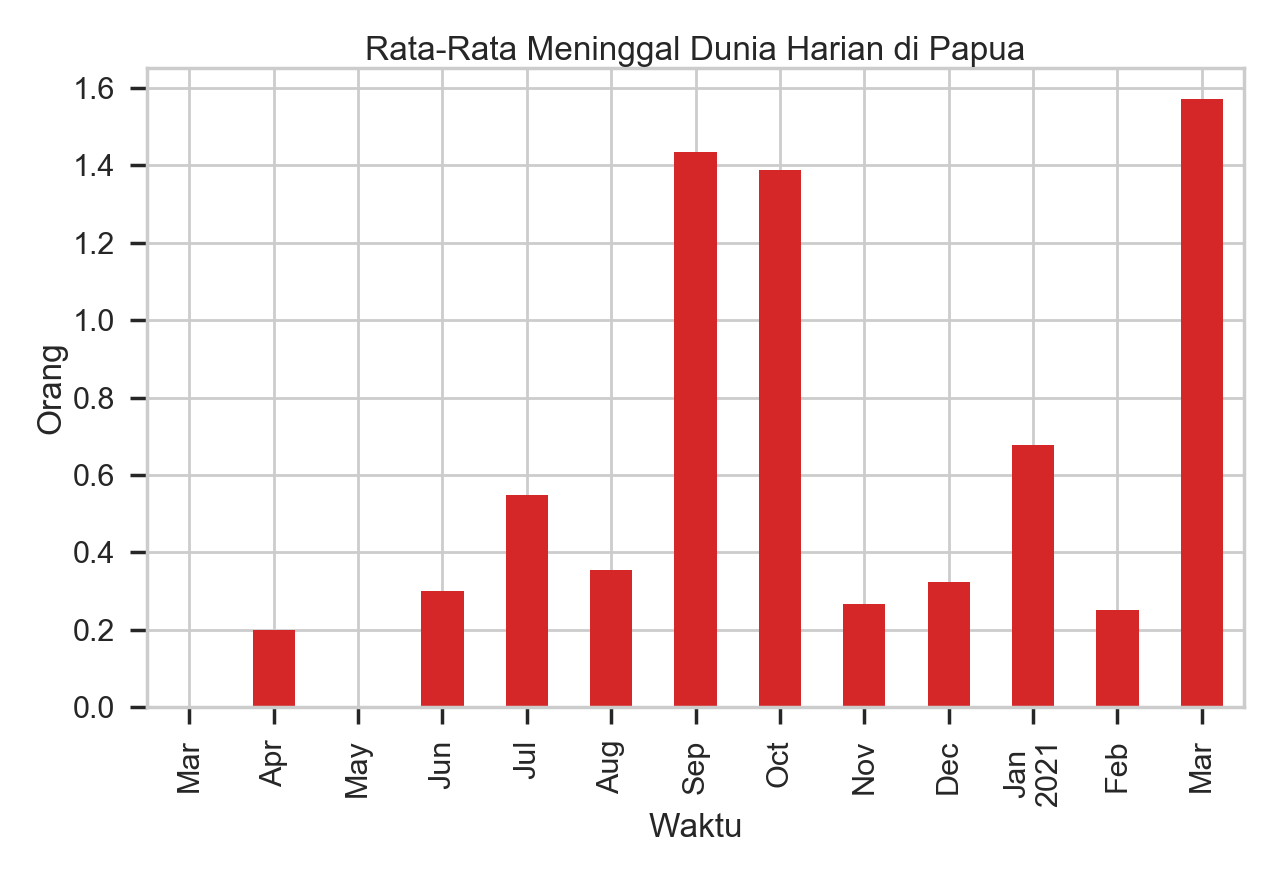 Rata-Rata Meninggal Dunia Harian di Papua
1.6
1.4
1.2
1.0
0.8
0.6
0.4
0.2
0.0
Orang
Mar
Apr
May
Jun
Jul
Aug
Sep
Oct
Nov
Dec
Jan
2021
Feb
Mar
Waktu